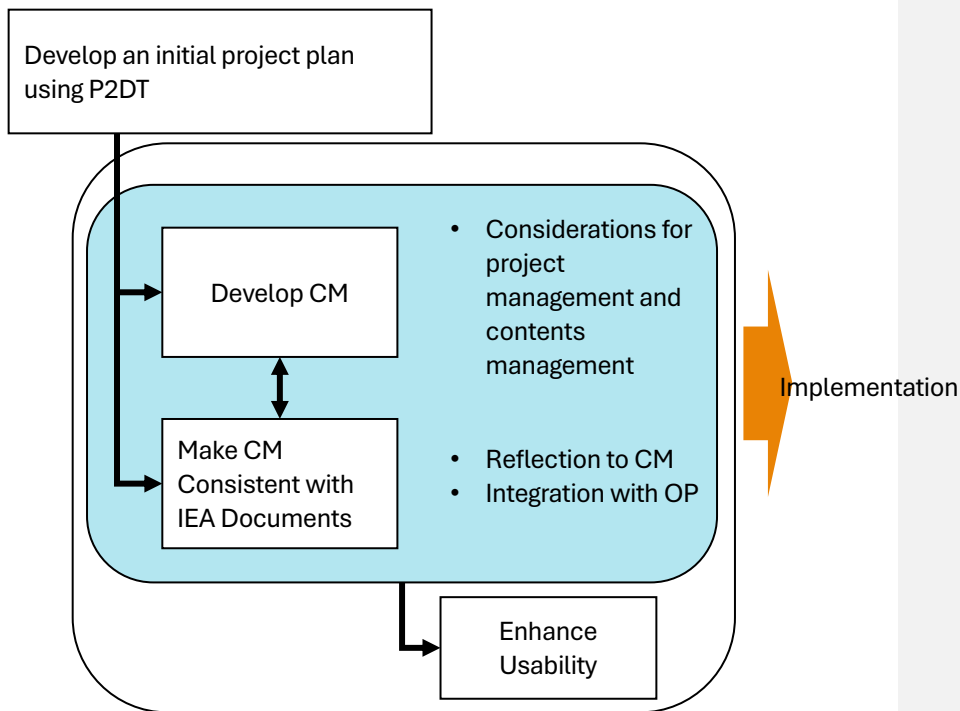 Develop an initial project plan
using P2DT
Develop CM
• Considerations for
project
management and
contents
management
Make CM
Consistent with
IEA Documents
• Reflection to CM
• Integration with OP
Enhance
Usability
Implementation